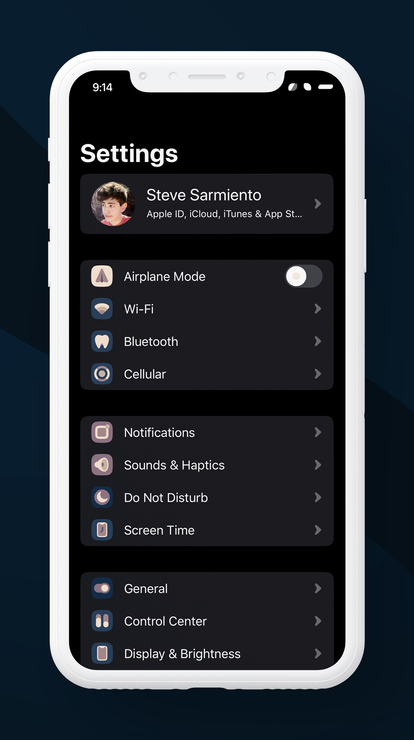 9:14
Settings
Steve Sarmiento
Apple ID, iCloud, iTunes & App St...
Airplane Mode
Wi-Fi
Bluetooth
Cellular
Notifications
Sounds & Haptics
Do Not Disturb
Screen Time
General
Control Center
Display & Brightness